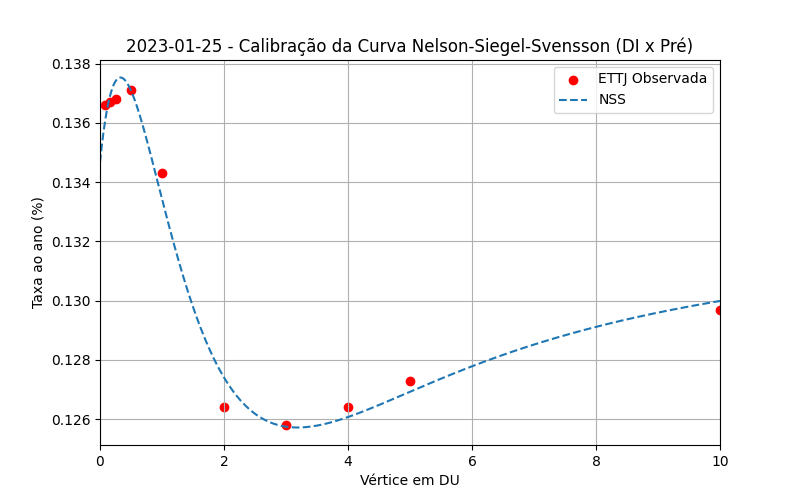 2023-01-25 - Calibração da Curva Nelson-Siegel-Svensson (DI x Pré)
ETTJ Observada
NSS
Taxa ao ano (%)
0.138
0.136
0.134
0.132
0.130
0.128
0.126
0 2 4 6 8 10
Vértice em DU